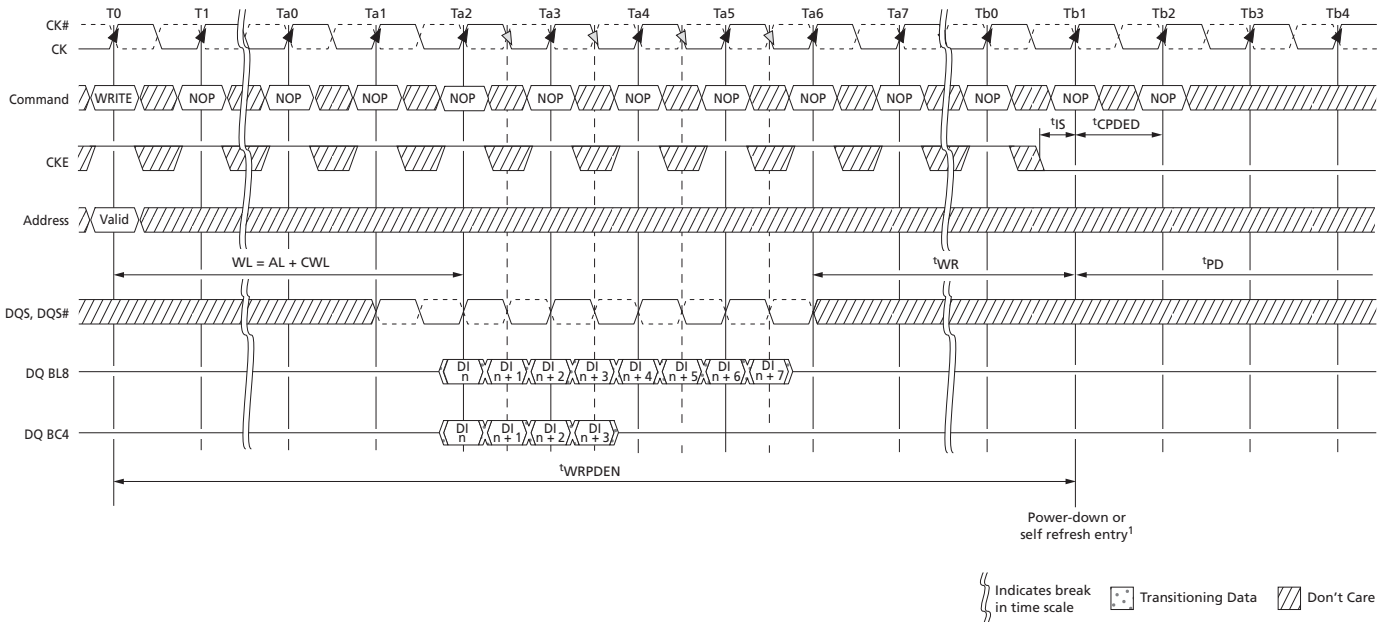 T0 T1 Ta0 Ta1 Ta2 Ta3 Ta4 Ta5 Ta6 Ta7 Tb0 Tb1 Tb2 Tb3 Tb4
CK#
CK
Command WRITE NOP NOP NOP NOP NOP NOP NOP NOP NOP NOP NOP NOP
tIS tCPDED
CKE
Address Valid
WL = AL + CWL tWR tPD
DQS, DQS#
DQ BL8 DI n DI n + 1 DI n + 2 DI n + 3 DI n + 4 DI n + 5 DI n + 6 DI n + 7
DQ BC4 DI n DI n + 1 DI n + 2 DI n + 3
tWRPDEN
Power-down or
self refresh entry1
Indicates break
in time scale
Transitioning Data
Don't Care